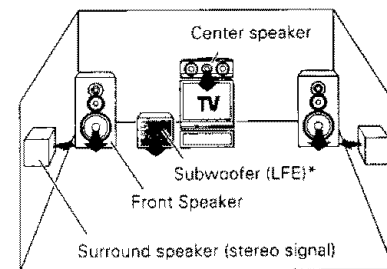 Center speaker
TV
Subwoofer (LFE)*
Front Speaker
Surround speaker (stereo signal)